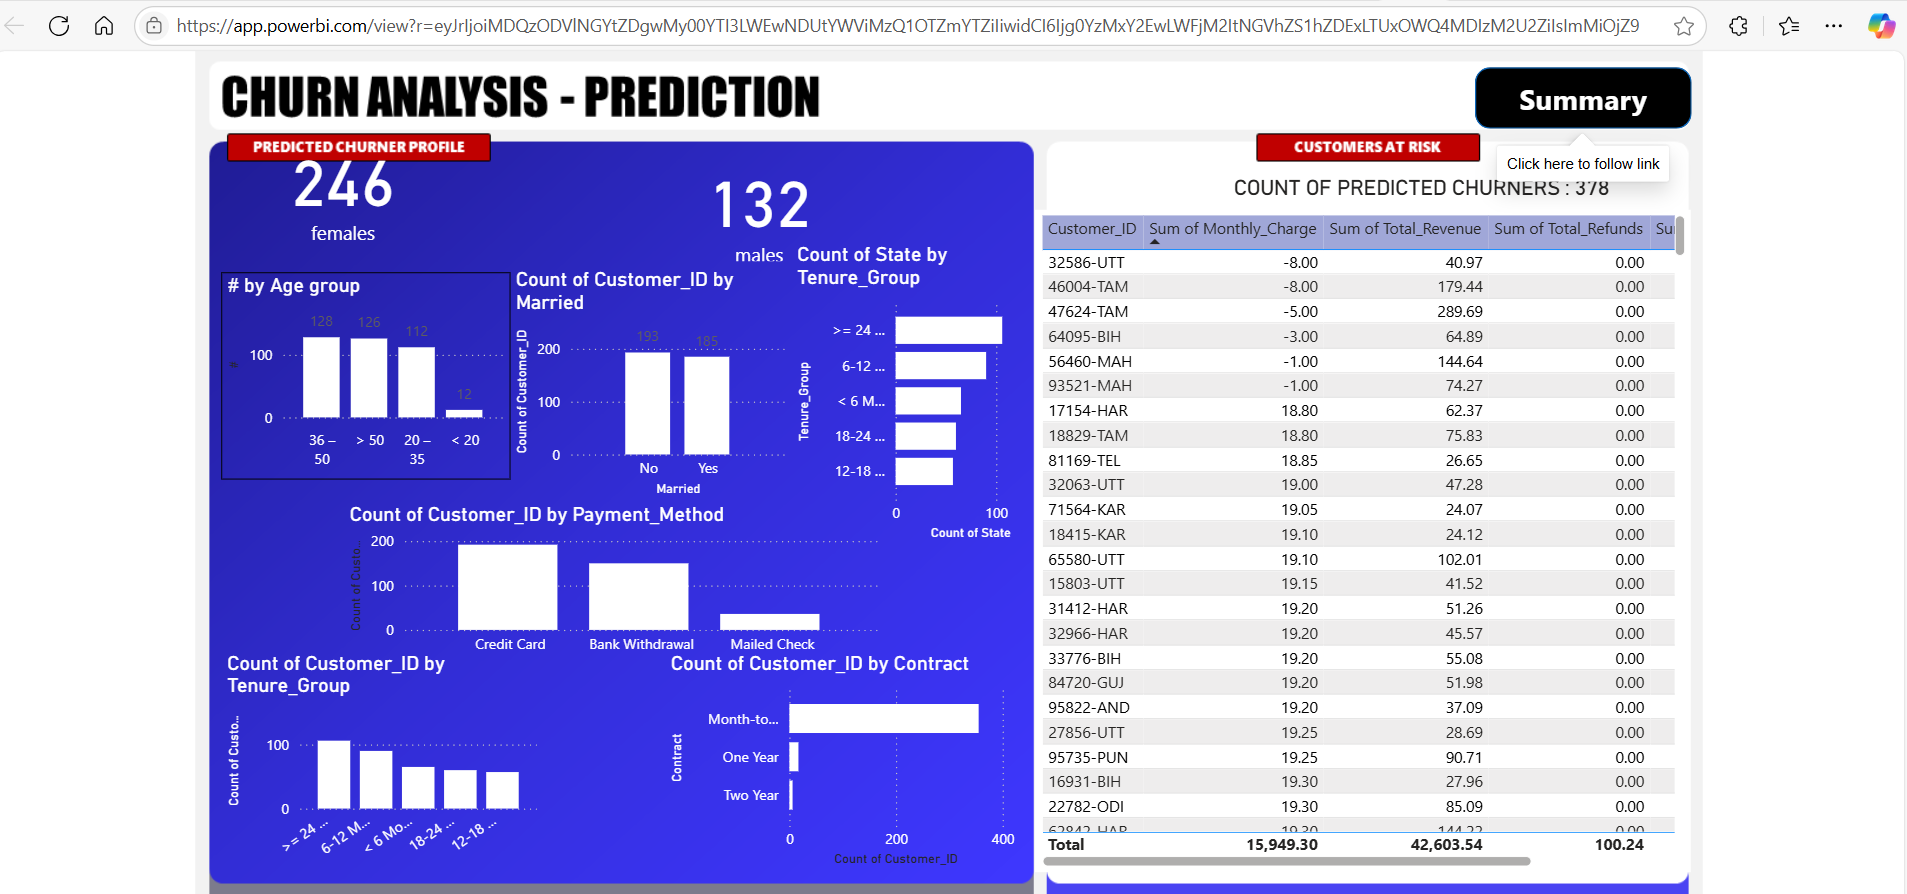 https://app.powerbi.com/view?r=eyJrIjoiMDQzODVlNGYtZDgwMy00YTI3LWEwNDUtYWViMzQ1OTZmYTZiIiwidCI6Ijg0YzMxY2EwLWFjM2ItNGVhZS1hZDExLTUxOWQ4MDIzM2U2ZiIsImMiOjZ9
CHURN ANALYSIS - PREDICTION
Summary
Click here to follow link
PREDICTED CHURNER PROFILE
246
females
132
males
# by Age group
128
126
112
12
100
0
36 –
50
> 50
20 –
35
< 20
#
Count of Customer_ID by
Married
Count of Customer_ID
200
100
0
193
185
No
Yes
Married
Count of State by
Tenure_Group
Tenure_Group
>= 24 ...
6-12 ...
< 6 M...
18-24 ...
12-18 ...
0
100
Count of State
Count of Customer_ID by Payment_Method
Count of Custo...
200
100
0
Credit Card
Bank Withdrawal
Mailed Check
Count of Customer_ID by
Tenure_Group
Count of Custo...
100
0
>= 24 ...
6-12 M...
< 6 Mo...
18-24 ...
12-18 ...
Count of Customer_ID by Contract
Contract
Month-to...
One Year
Two Year
0
200
400
Count of Customer_ID
CUSTOMERS AT RISK
COUNT OF PREDICTED CHURNERS : 378
Customer_ID Sum of Monthly_Charge Sum of Total_Revenue Sum of Total_Refunds Su
32586-UTT -8.00 40.97 0.00
46004-TAM -8.00 179.44 0.00
47624-TAM -5.00 289.69 0.00
64095-BIH -3.00 64.89 0.00
56460-MAH -1.00 144.64 0.00
93521-MAH -1.00 74.27 0.00
17154-HAR 18.80 62.37 0.00
18829-TAM 18.80 75.83 0.00
81169-TEL 18.85 26.65 0.00
32063-UTT 19.00 47.28 0.00
71564-KAR 19.05 24.07 0.00
18415-KAR 19.10 24.12 0.00
65580-UTT 19.10 102.01 0.00
15803-UTT 19.15 41.52 0.00
31412-HAR 19.20 51.26 0.00
32966-HAR 19.20 45.57 0.00
33776-BIH 19.20 55.08 0.00
84720-GUJ 19.20 51.98 0.00
95822-AND 19.20 37.09 0.00
27856-UTT 19.25 28.69 0.00
95735-PUN 19.25 90.71 0.00
16931-BIH 19.30 27.96 0.00
22782-ODI 19.30 85.09 0.00
62842-HAR 19.30 144.22 0.00
Total 15,949.30 42,603.54 100.24